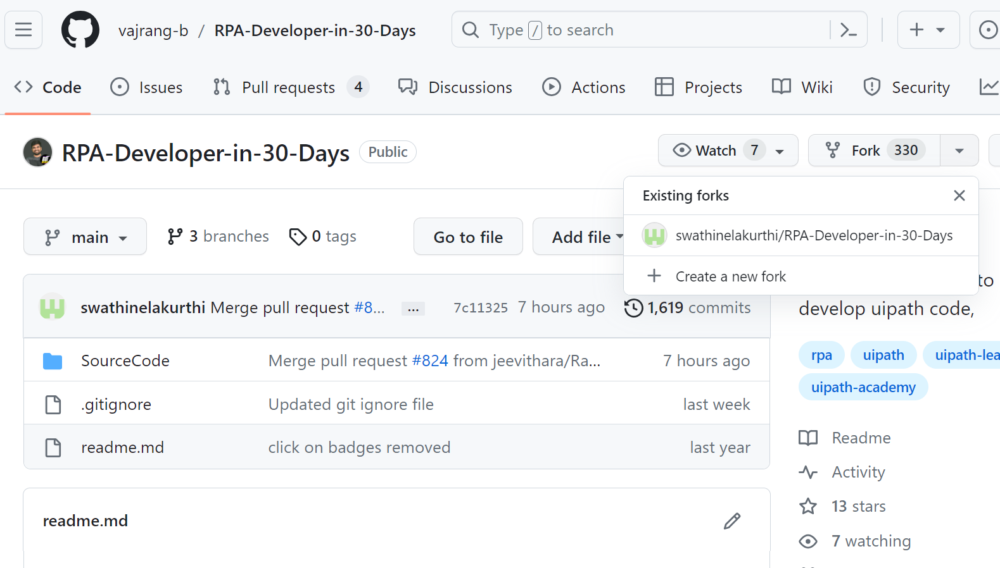 vajrang-b / RPA-Developer-in-30-Days Type / to search
Code Issues Pull requests 4 Discussions Actions Projects Wiki Security
RPA-Developer-in-30-Days Public Watch 7 Fork 330
Existing forks
swathinelakurthi/RPA-Developer-in-30-Days
Create a new fork
main 3 branches 0 tags Go to file Add file
swathinelakurthi Merge pull request #8... ... 7c11325 7 hours ago 1,619 commits
SourceCode Merge pull request #824 from jeevithara/Ra... 7 hours ago
.gitignore Updated git ignore file last week
readme.md click on badges removed last year
readme.md
to
develop uipath code,
rpa uipath uipath-lea
uipath-academy
Readme
Activity
13 stars
7 watching